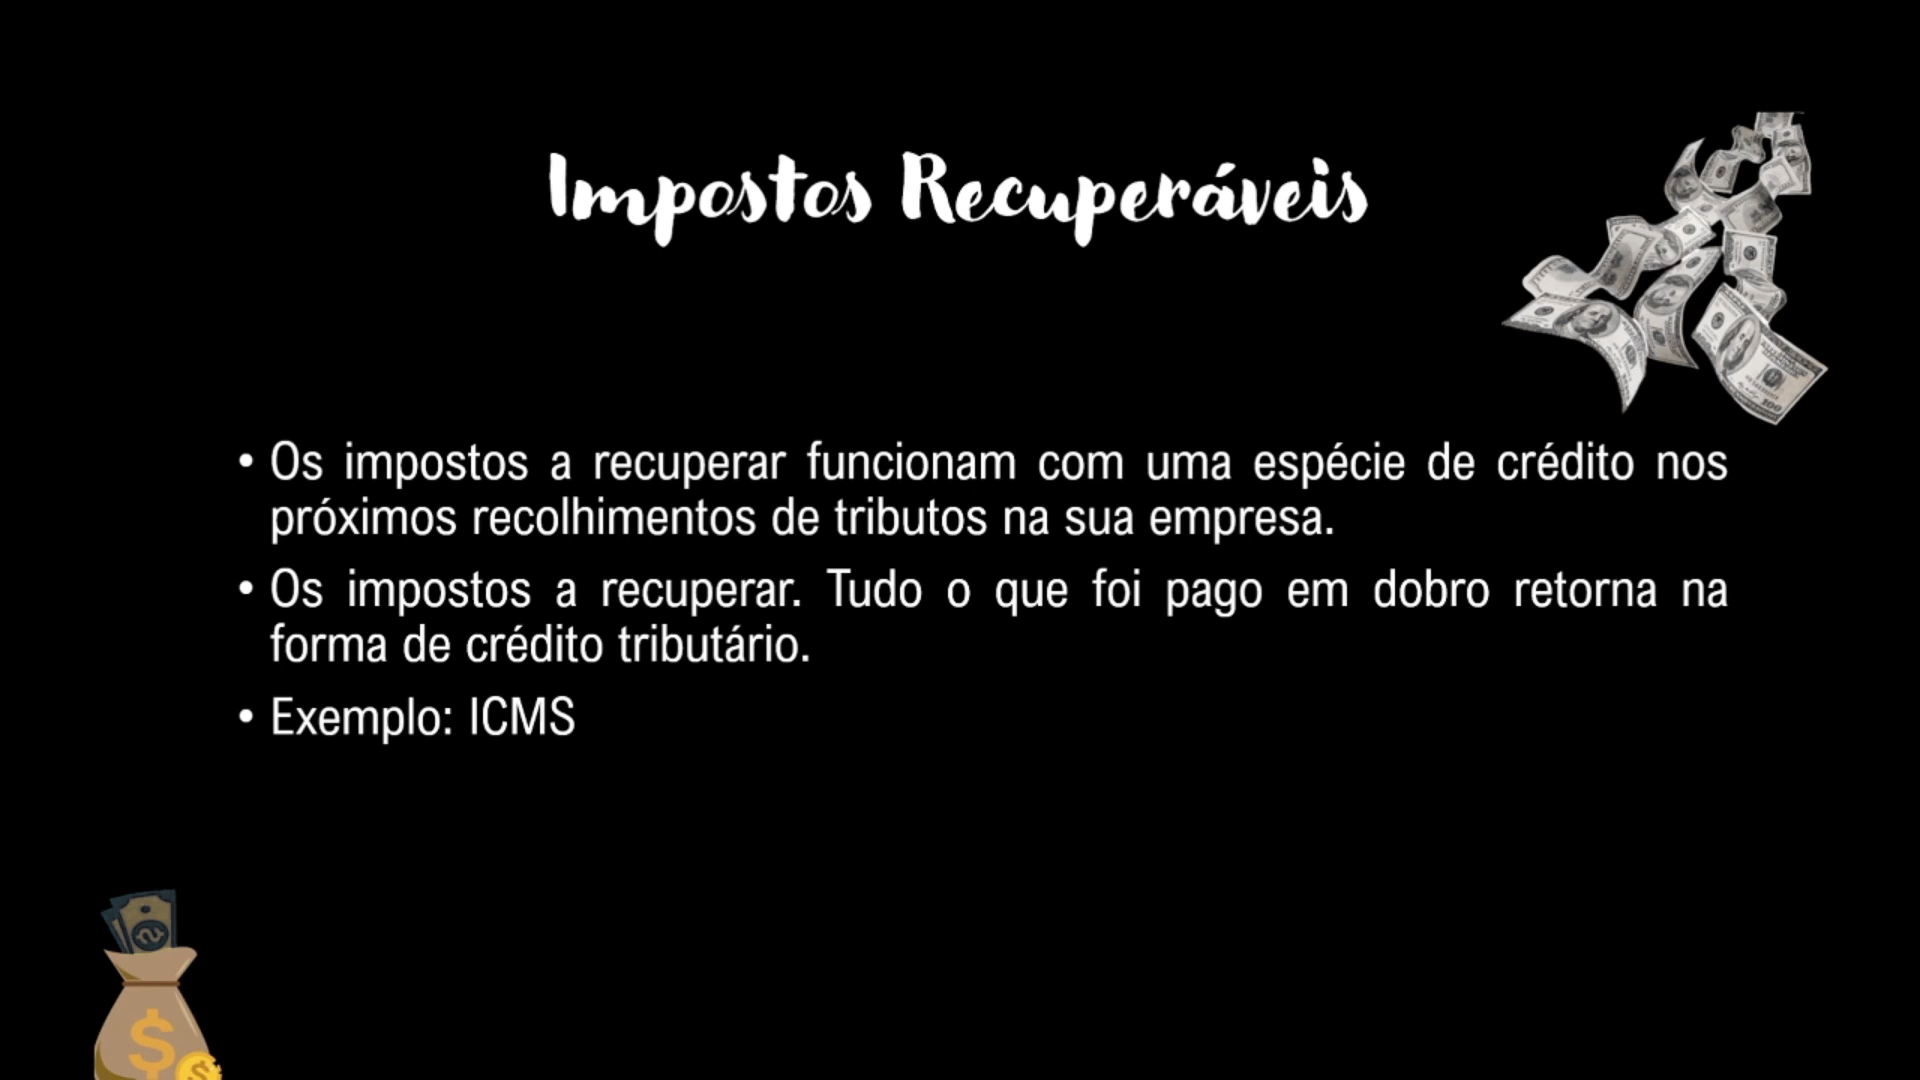 Impostos Recuperáveis
• Os impostos a recuperar funcionam com uma espécie de crédito nos
próximos recolhimentos de tributos na sua empresa.
• Os impostos a recuperar. Tudo o que foi pago em dobro retorna na
forma de crédito tributário.
• Exemplo: ICMS